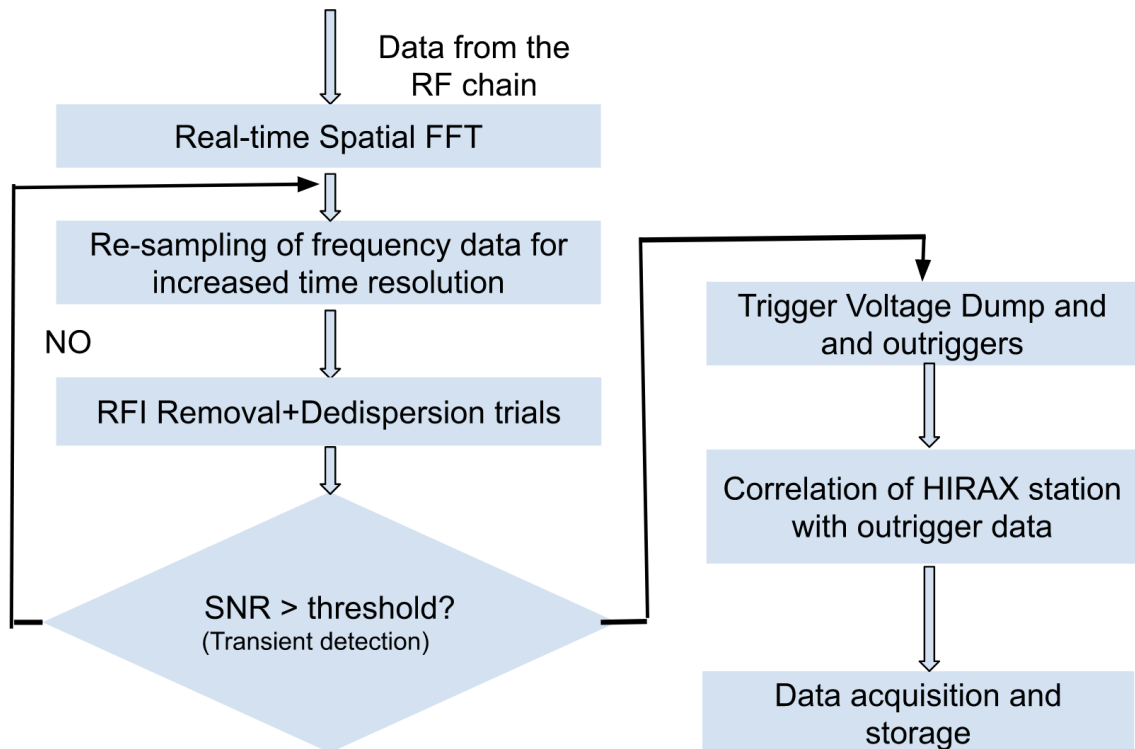 Data from the
RF chain
Real-time Spatial FFT
Re-sampling of frequency data for
increased time resolution
NO
RFI Removal+Dedispersion trials
SNR > threshold?
(Transient detection)
Trigger Voltage Dump and
and outriggers
Correlation of HIRAX station
with outrigger data
Data acquisition and
storage